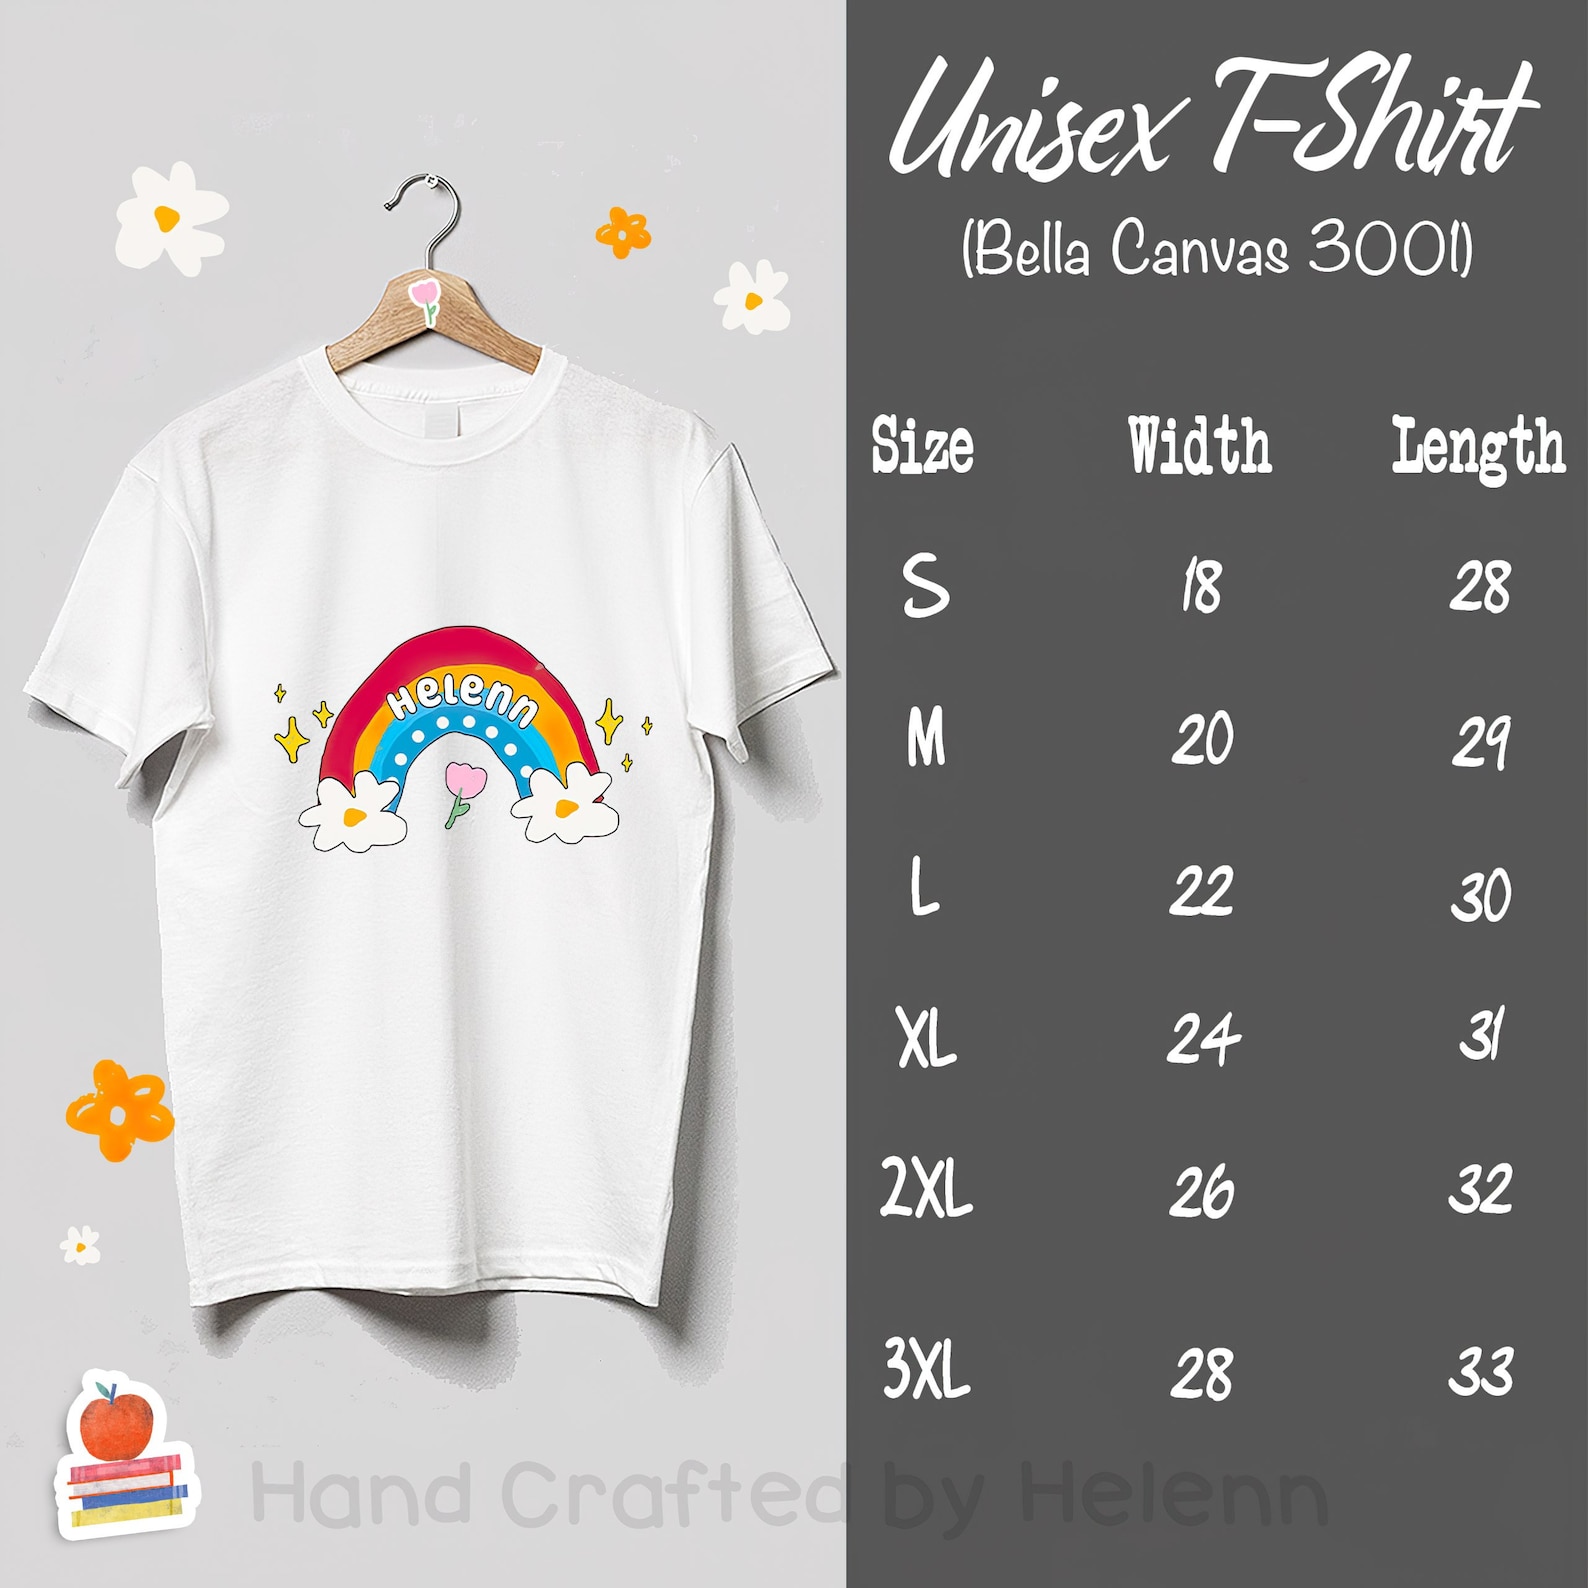 Unisex T-Shirt
(Bella Canvas 3001)
Size Width Length
S 18 28
M 20 29
L 22 30
XL 24 31
2XL 26 32
3XL 28 33
Helenn
Hand Crafted by Helenn